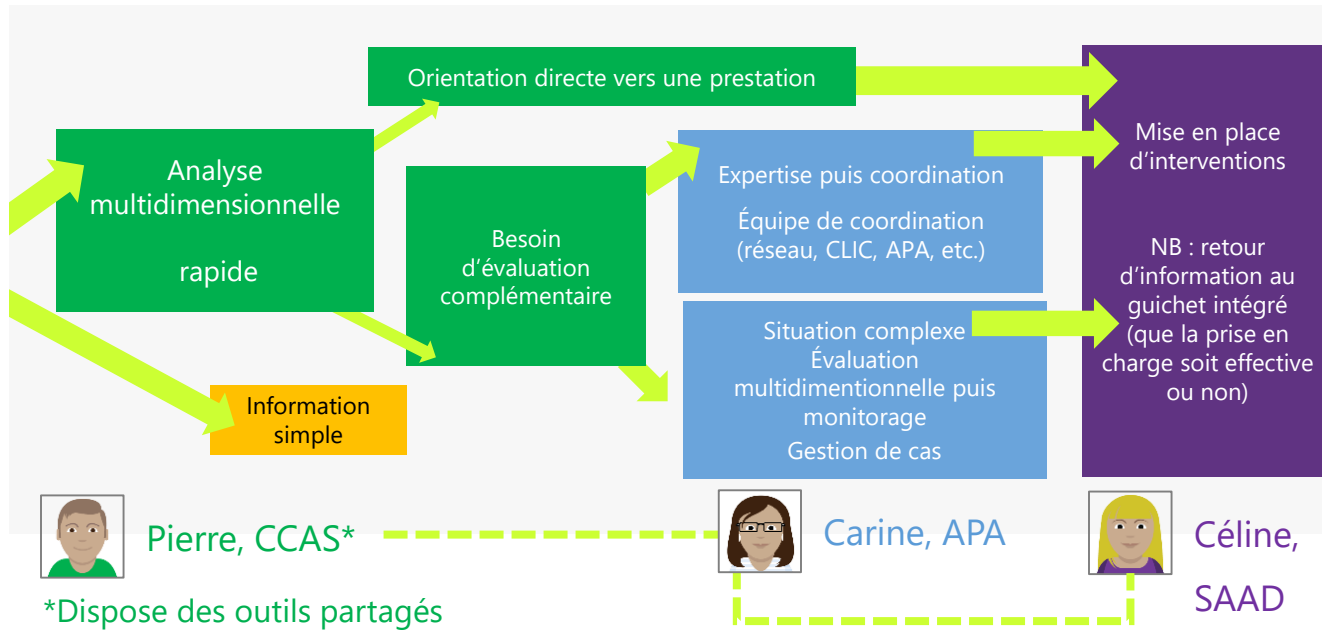 Orientation directe vers une prestation
Analyse
multidimensionnelle
rapide
Besoin
d’évaluation
complémentaire
Information
simple
Expertise puis coordination
Équipe de coordination
(réseau, CLIC, APA, etc.)
Situation complexe
Évaluation
multidimentionnelle puis
monitorage
Gestion de cas
Mise en place
d’interventions
NB : retour
d’information au
guichet intégré
(que la prise en
charge soit effective
ou non)
Pierre, CCAS*
*Dispose des outils partagés
Carine, APA
Céline,
SAAD